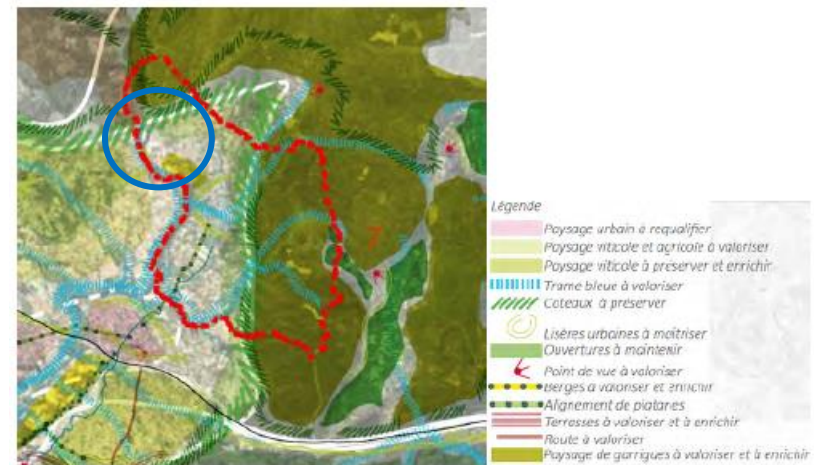 7
Légende
Paysage urbain à requalifier
Paysage viticole et agricole à valoriser
Paysage viticole à préserver et enrichir
Trame bleue à valoriser
Coteaux à préserver
Lisères urbaines à maîtriser
Ouvertures à maintenir
Point de vue à valoriser
Berges à valoriser et enrichir
Alignement de platanes
Terrasses à valoriser et à enrichir
Route à valoriser
Paysage de garrigues à valoriser et à enrichir